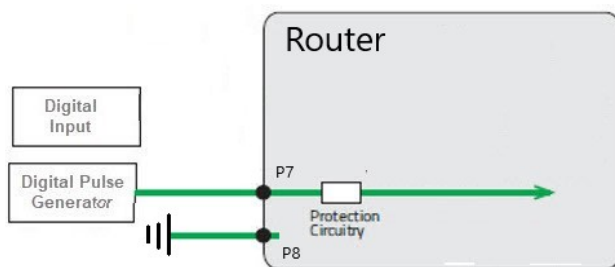 Router
Digital
Input
Digital Pulse
Generator
P7
Protection
Circuitry
P8